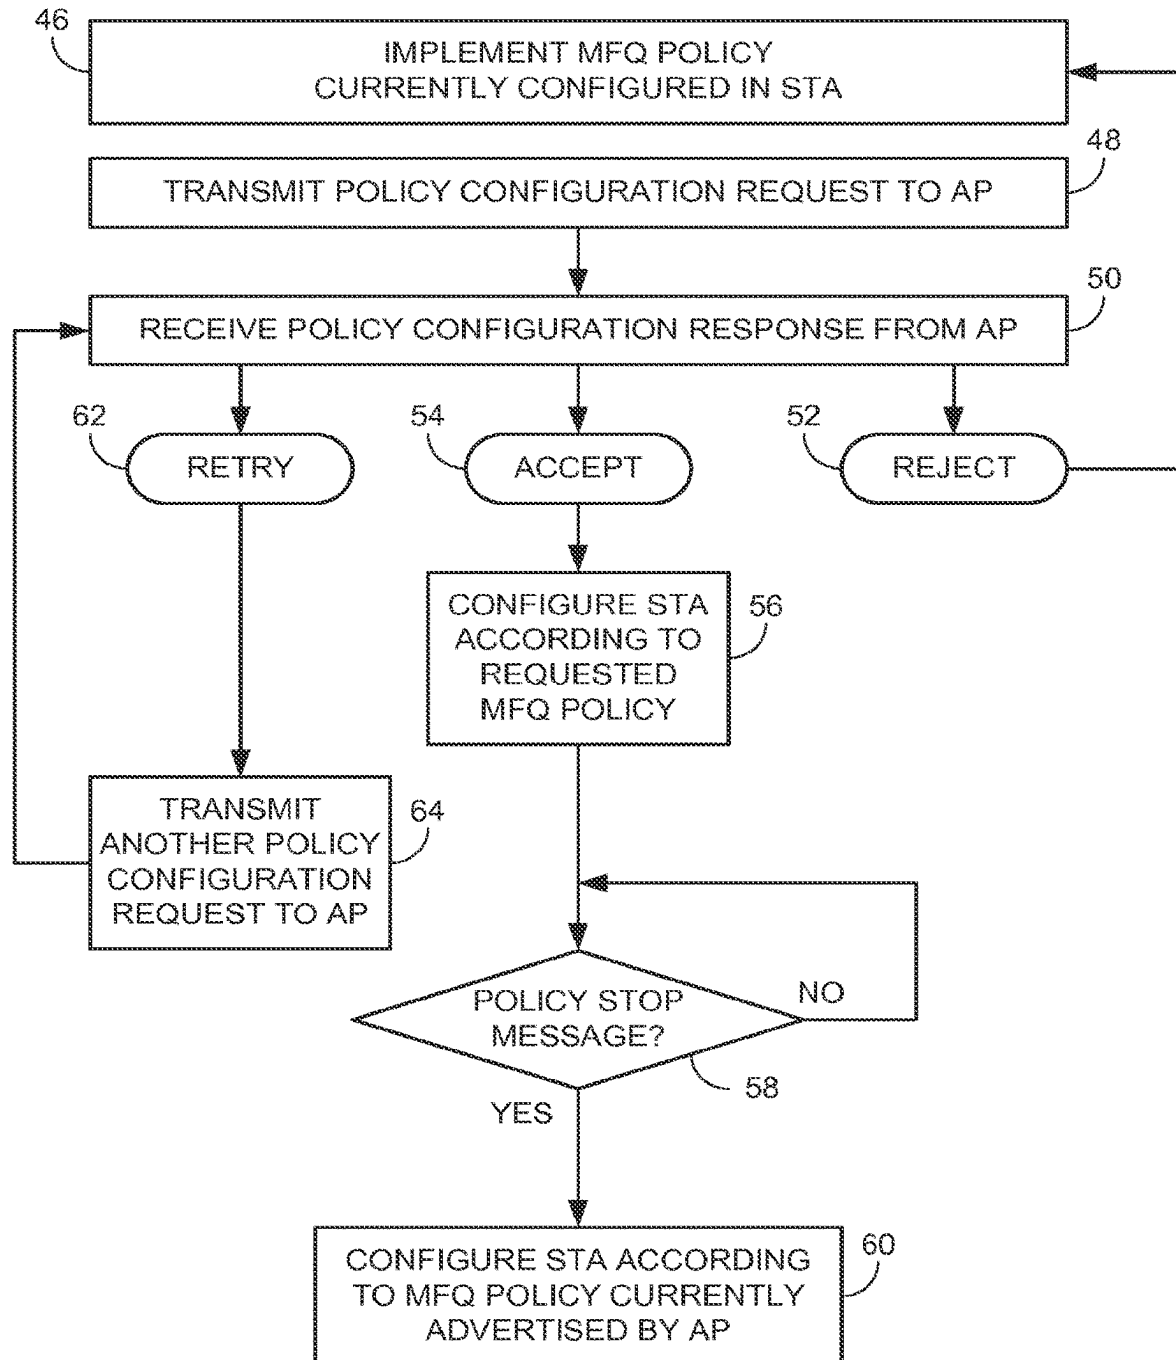 46
IMPLEMENT MFQ POLICY
CURRENTLY CONFIGURED IN STA
48
TRANSMIT POLICY CONFIGURATION REQUEST TO AP
50
RECEIVE POLICY CONFIGURATION RESPONSE FROM AP
62
RETRY
54
ACCEPT
52
REJECT
CONFIGURE STA
ACCORDING TO
REQUESTED
MFQ POLICY
56
TRANSMIT
ANOTHER POLICY
CONFIGURATION
REQUEST TO AP
64
POLICY STOP
MESSAGE?
NO
58
YES
CONFIGURE STA ACCORDING
TO MFQ POLICY CURRENTLY
ADVERTISED BY AP
60